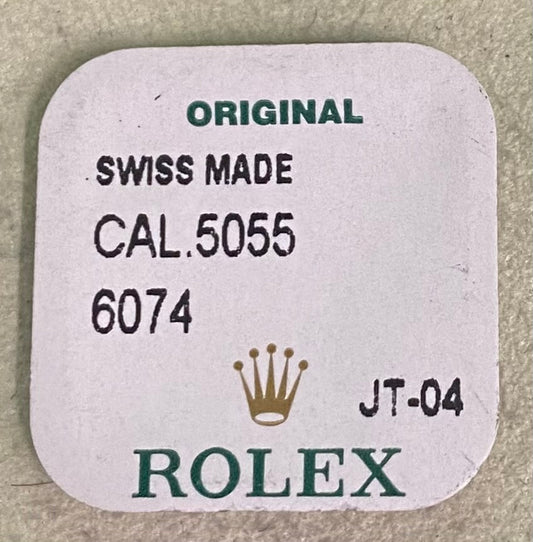 ORIGINAL
SWISS MADE
CAL.5055
6074
JT-04
ROLEX